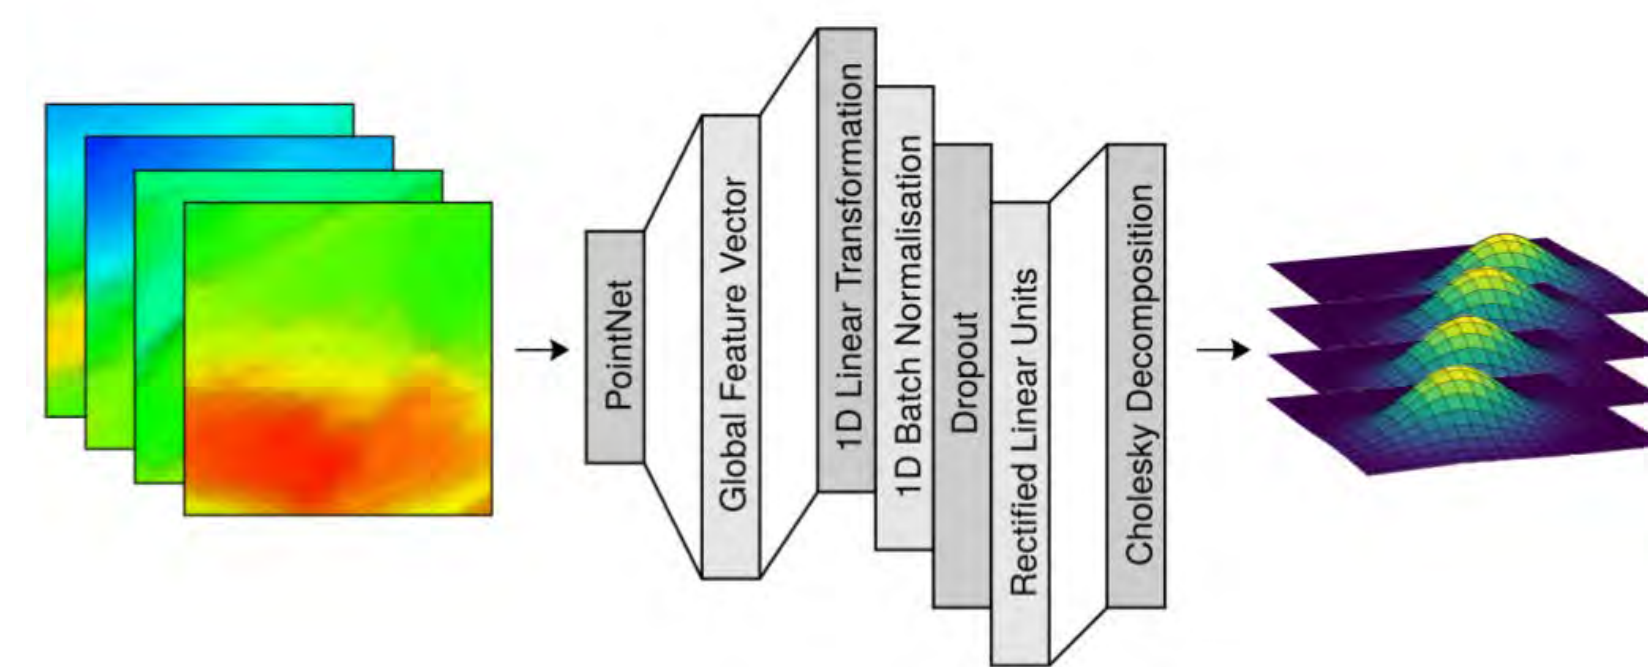 PointNet
Global Feature Vector
1D Linear Transformation
1D Batch Normalisation
Dropout
Rectified Linear Units
Cholesky Decomposition